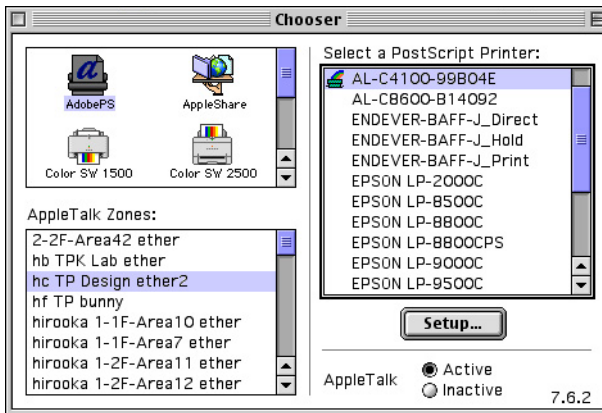 Chooser
AdobePS
AppleShare
Color SW 1500
Color SW 2500
AppleTalk Zones:
2-2F-Area42 ether
hb TPK Lab ether
hc TP Design ether2
hf TP bunny
hirooka 1-1F-Area10 ether
hirooka 1-1F-Area7 ether
hirooka 1-2F-Area11 ether
hirooka 1-2F-Area12 ether
Select a PostScript Printer:
AL-C4100-99B04E
AL-C8600-B14092
ENDEVER-BAFF-J_Direct
ENDEVER-BAFF-J_Hold
ENDEVER-BAFF-J_Print
EPSON LP-2000C
EPSON LP-8500C
EPSON LP-8800C
EPSON LP-8800CPS
EPSON LP-9000C
EPSON LP-9500C
Setup...
AppleTalk
Active
Inactive
7.6.2